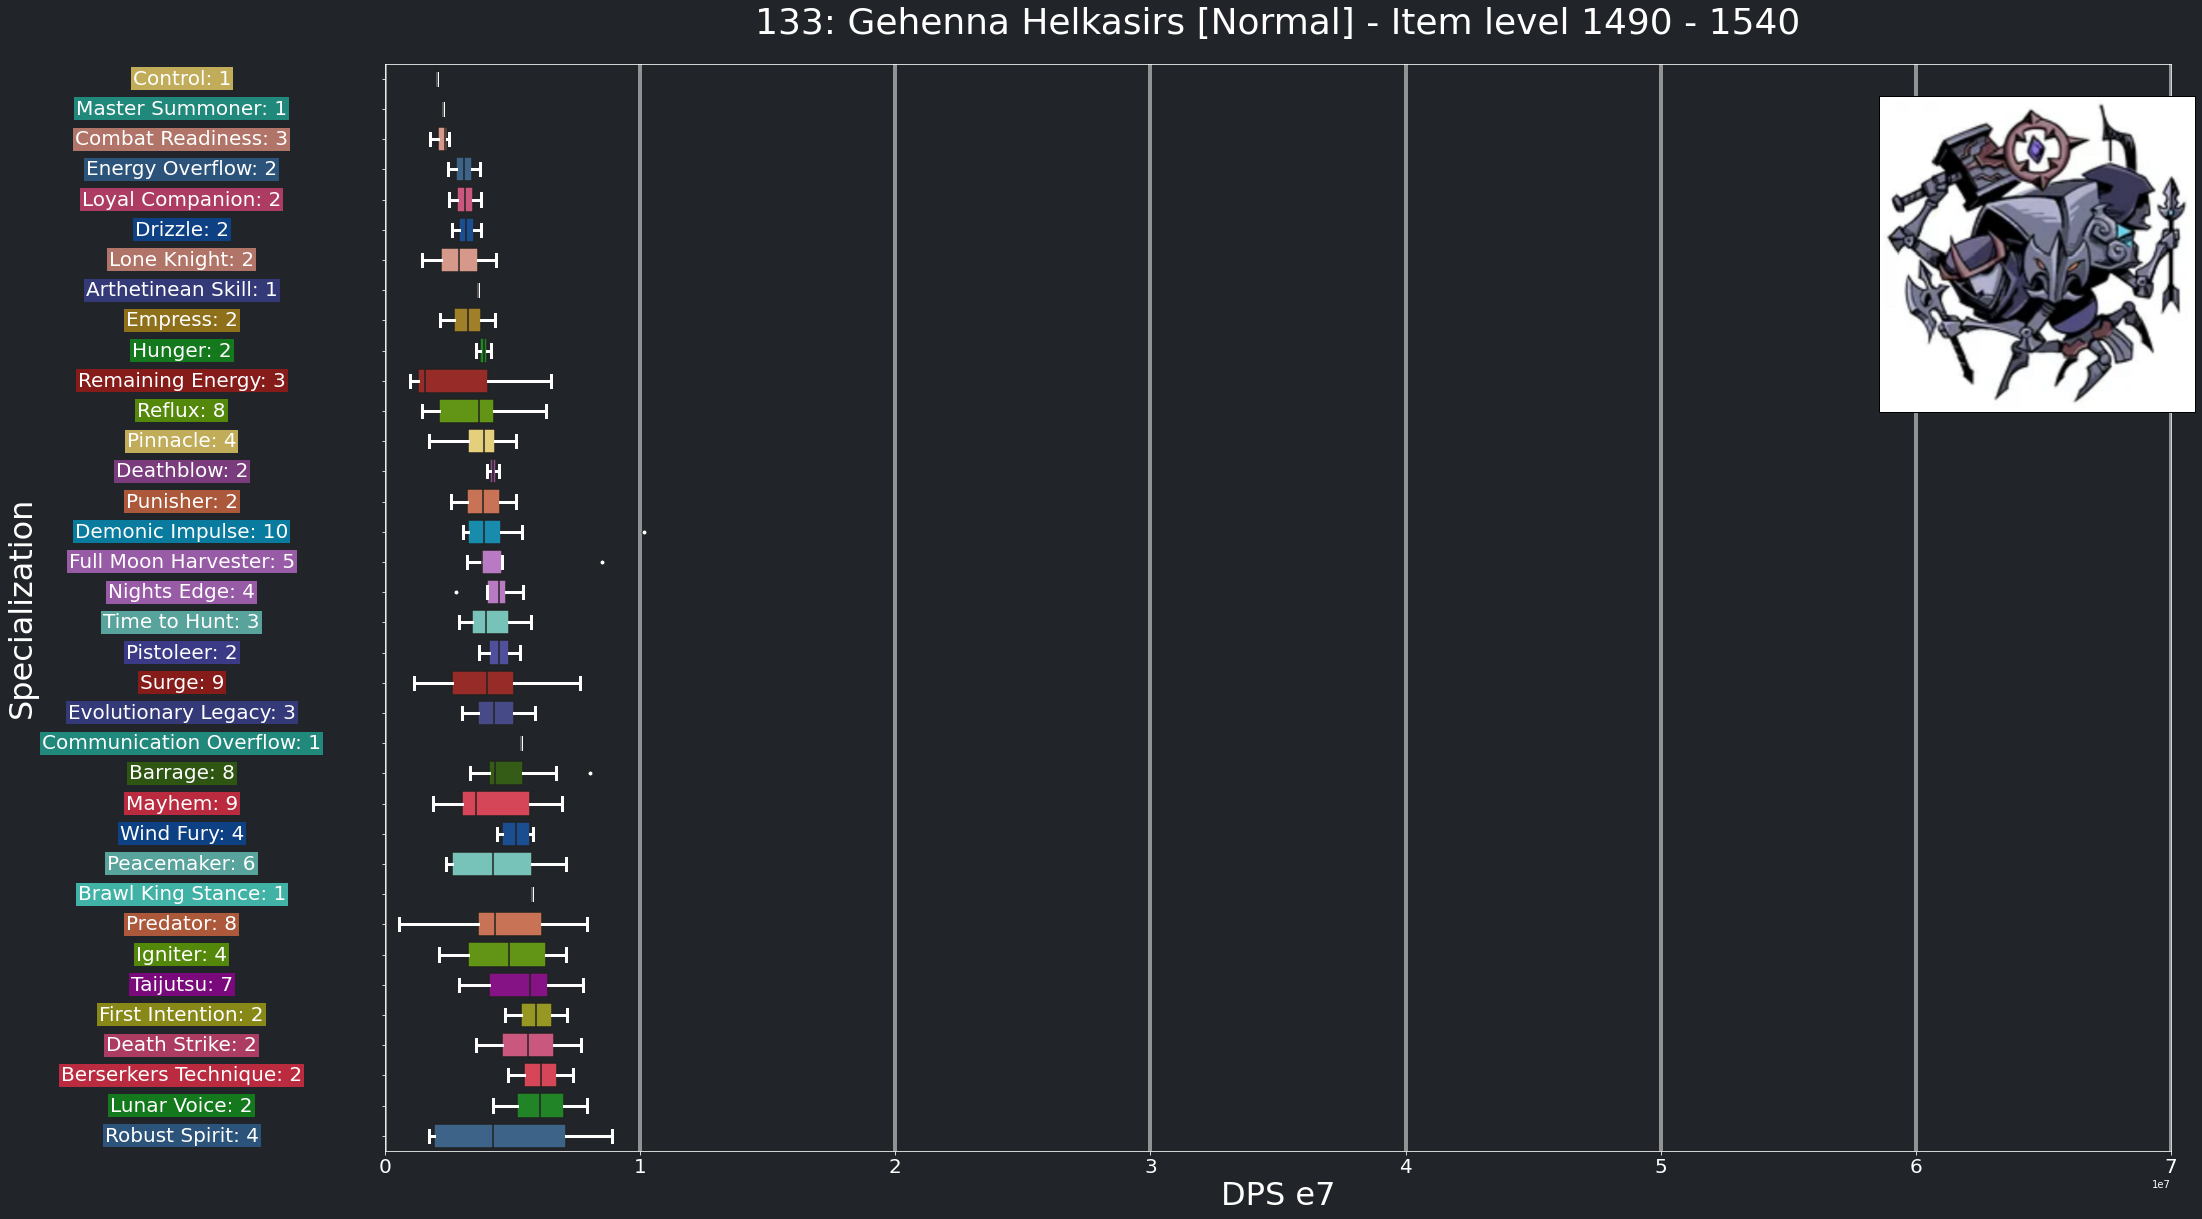 133: Gehenna Helkasirs [Normal] - Item level 1490 - 1540
Specialization
Control: 1
Master Summoner: 1
Combat Readiness: 3
Energy Overflow: 2
Loyal Companion: 2
Drizzle: 2
Lone Knight: 2
Arthetinean Skill: 1
Empress: 2
Hunger: 2
Remaining Energy: 3
Reflux: 8
Pinnacle: 4
Deathblow: 2
Punisher: 2
Demonic Impulse: 10
Full Moon Harvester: 5
Nights Edge: 4
Time to Hunt: 3
Pistoleer: 2
Surge: 9
Evolutionary Legacy: 3
Communication Overflow: 1
Barrage: 8
Mayhem: 9
Wind Fury: 4
Peacemaker: 6
Brawl King Stance: 1
Predator: 8
Igniter: 4
Taijutsu: 7
First Intention: 2
Death Strike: 2
Berserkers Technique: 2
Lunar Voice: 2
Robust Spirit: 4
0 1 2 3 4 5 6 7
1e7
DPS e7